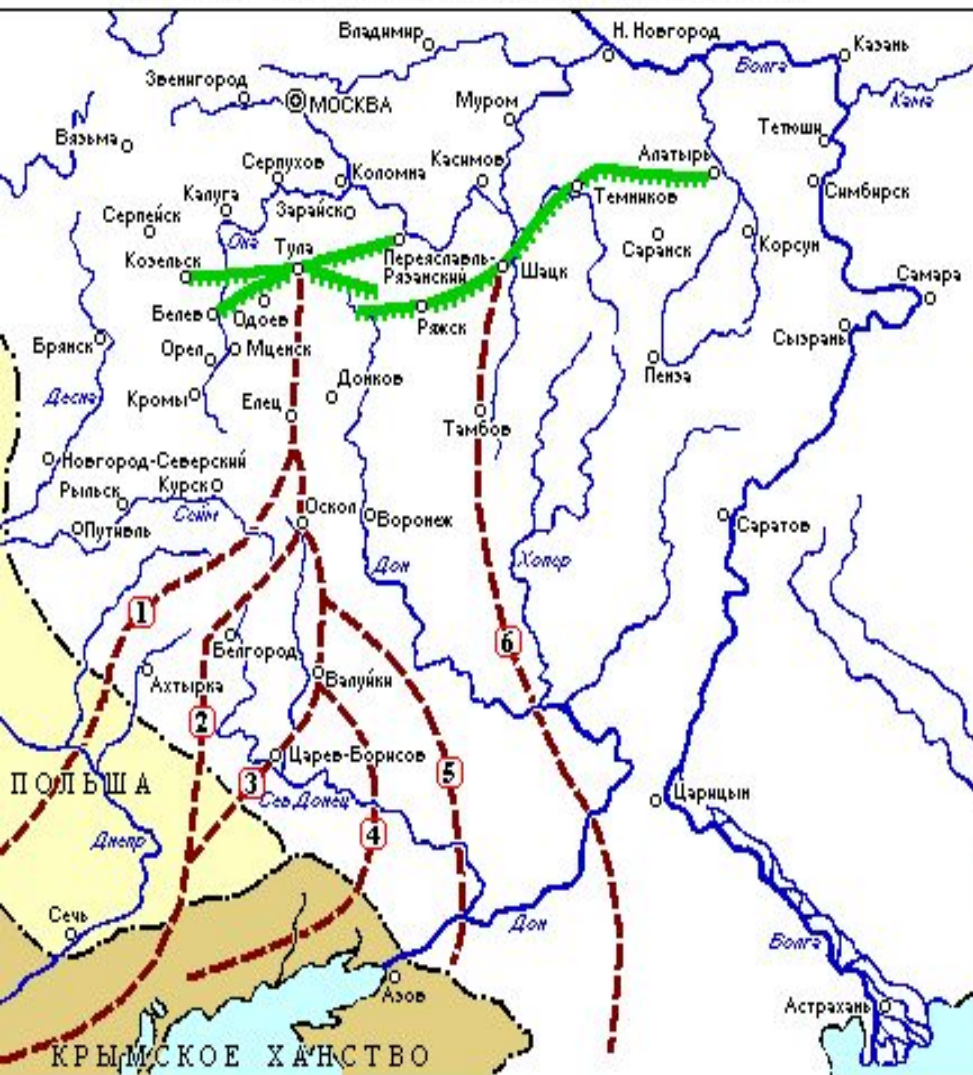 Владимир
Н. Новгород
Казань
Волга
Звенигород
МОСКВА
Муром
Кама
Вязьма
Тетюши
Серпухов
Коломна
Касимов
Алатырь
Калуга
Зарайск
Темников
Симбирск
Серпейск
Ока
Тула
Переяславль-
Рязанский
Саранск
Корсун
Козельск
Шацк
Самара
Белев
Одоев
Ряжск
Брянск
Орел
Мценск
Сызрань
Десна
Кромы
Елец
Донков
Пенза
Тамбов
Новгород-Северский
Рыльск
Курск
Сейм
Оскол
Воронеж
Путивль
Саратов
Дон
Хопер
1
6
Белгород
Ахтырка
Валуйки
2
Царев-Борисов
5
ПОЛЬША
3
Сев.Донец
Царицын
4
Днепр
Сечь
Дон
Волга
Азов
Астрахань
КРЫМСКОЕ ХАНСТВО